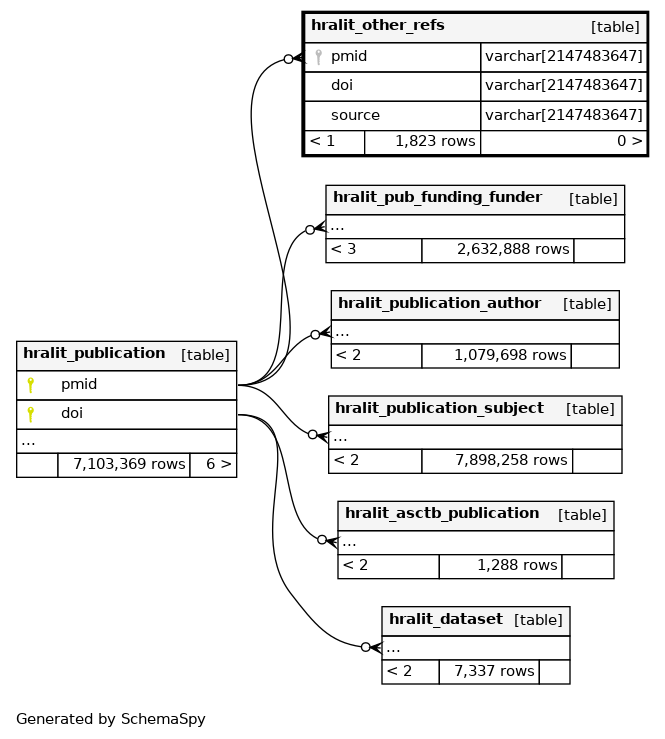 hralit_other_refs [table]
pmid varchar[2147483647]
doi varchar[2147483647]
source varchar[2147483647]
< 1 1,823 rows 0 >
hralit_pub_funding_funder [table]
...
< 3 2,632,888 rows
hralit_publication_author [table]
...
< 2 1,079,698 rows
hralit_publication [table]
pmid
doi
...
7,103,369 rows 6 >
hralit_publication_subject [table]
...
< 2 7,898,258 rows
hralit_asctb_publication [table]
...
< 2 1,288 rows
hralit_dataset [table]
...
< 2 7,337 rows
Generated by SchemaSpy